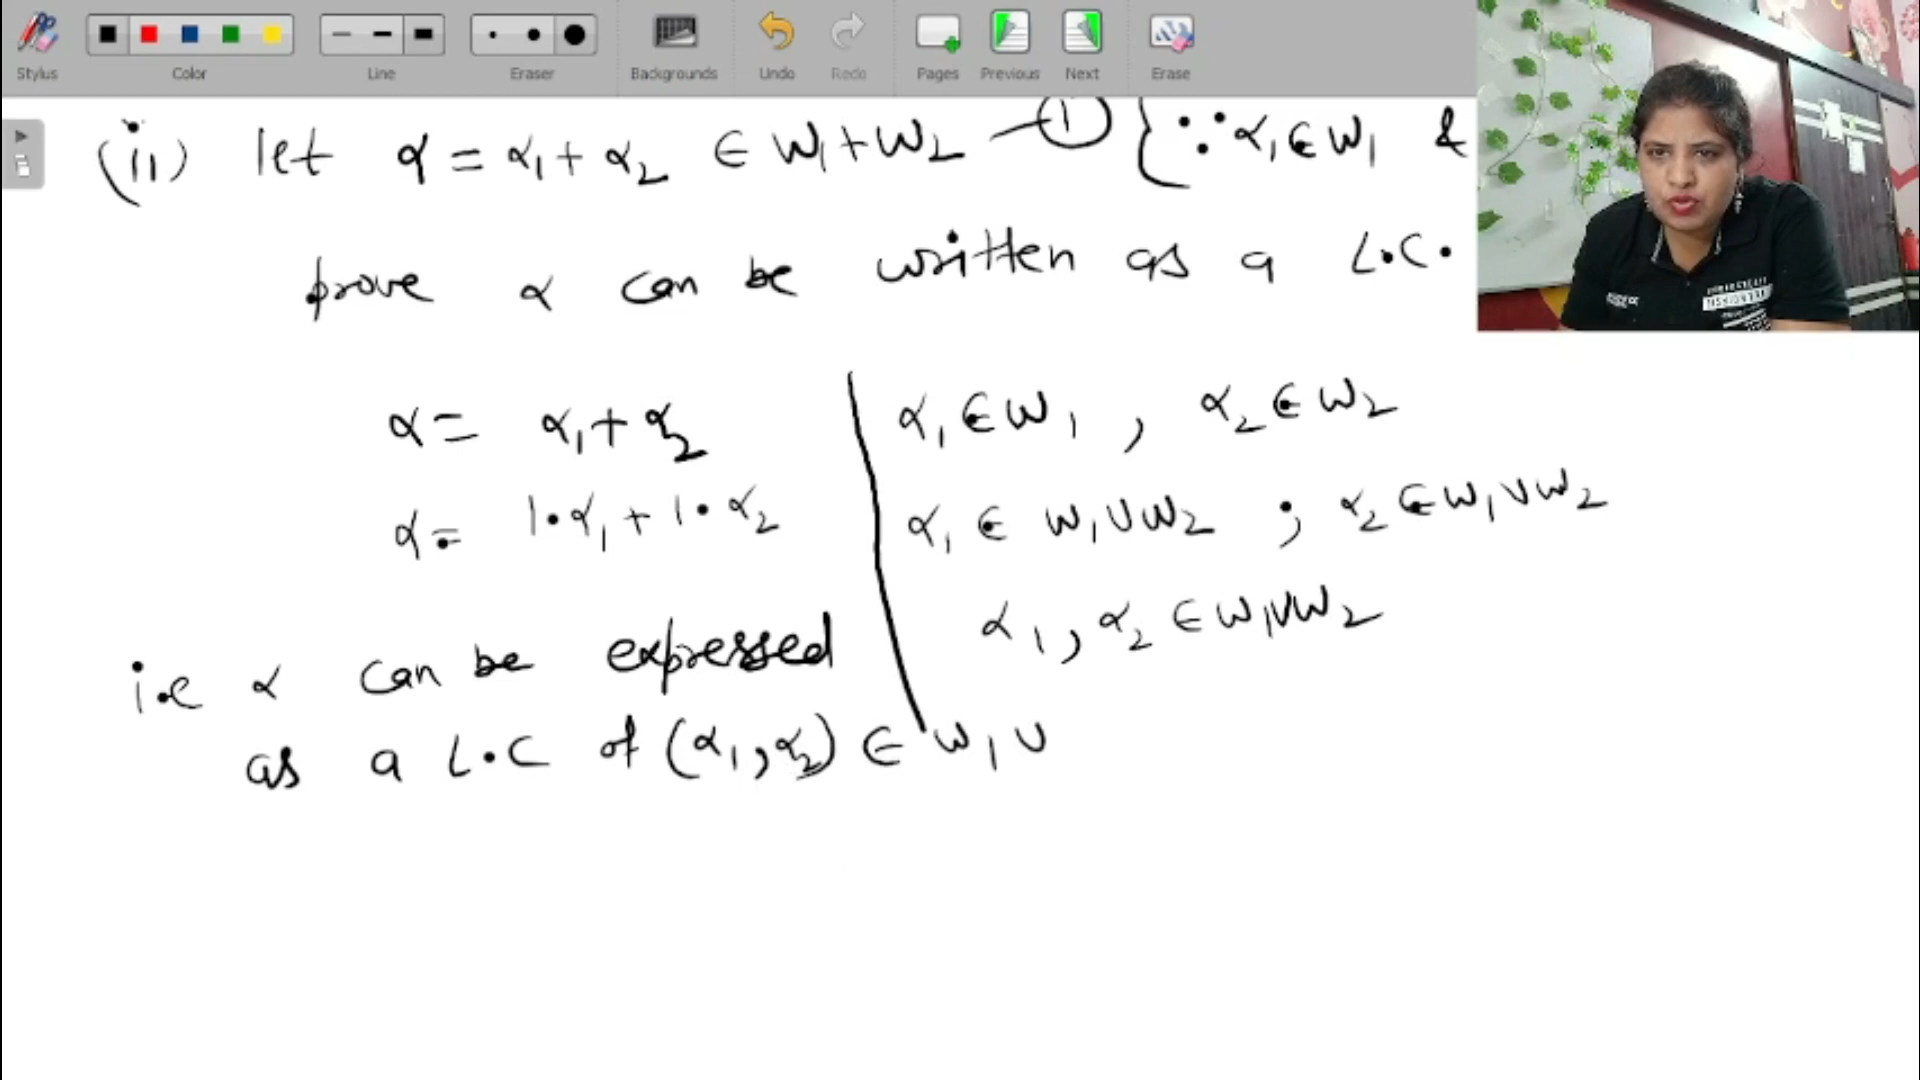 Stylus Color Line Eraser Backgrounds Undo Redo Pages Previous Next Erase
(ii) let α = α₁ + α₂ ∈ W₁+W₂ —① {∵ α₁ ∈ W₁ &
prove α can be written as a L.C.
α = α₁ + α₂
α₁ ∈ W₁ , α₂ ∈ W₂
α = 1·α₁ + 1·α₂
α₁ ∈ W₁∪W₂ ; α₂ ∈ W₁∪W₂
α₁, α₂ ∈ W₁∪W₂
i.e α can be expressed
as a L.C of (α₁, α₂) ∈ W₁ ∪